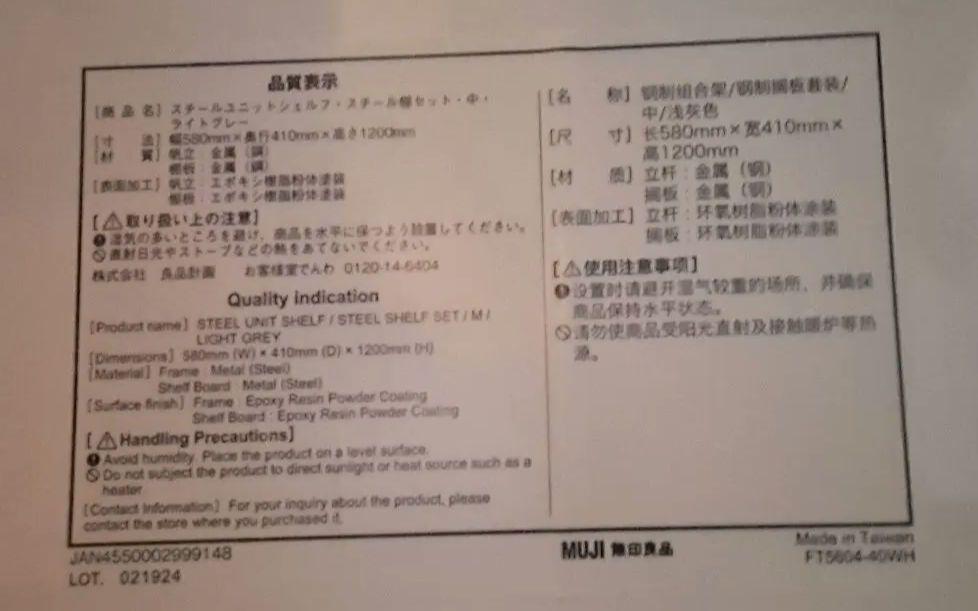 品質表示
[商品名] スチールユニットシェルフ・スチール棚セット・中・
ライトグレー
[寸 法] 幅580mm×奥行410mm×高さ1200mm
[材 質] 帆立:金属(鋼)
棚板:金属(鋼)
[表面加工] 帆立:エポキシ樹脂粉体塗装
棚板:エポキシ樹脂粉体塗装
[⚠取り扱い上の注意]
湿気の多いところを避け、商品を水平に保つよう設置してください。
直射日光やストーブなどの熱をあてないでください。
株式会社 良品計画 お客様室でんわ 0120-14-6404
Quality indication
[Product name] STEEL UNIT SHELF / STEEL SHELF SET / M /
LIGHT GREY
[Dimensions] 580mm (W) × 410mm (D) × 1200mm (H)
[Material] Frame : Metal (Steel)
Shelf Board : Metal (Steel)
[Surface finish] Frame : Epoxy Resin Powder Coating
Shelf Board : Epoxy Resin Powder Coating
[⚠Handling Precautions]
Avoid humidity. Place the product on a level surface.
Do not subject the product to direct sunlight or heat source such as a
heater.
[Contact Information] For your inquiry about the product, please
contact the store where you purchased it.
[名 称] 钢制组合架/钢制搁板套装/
中/浅灰色
[尺 寸] 长580mm×宽410mm×
高1200mm
[材 质] 立杆:金属(钢)
搁板:金属(钢)
[表面加工] 立杆:环氧树脂粉体涂装
搁板:环氧树脂粉体涂装
[⚠使用注意事项]
设置时请避开湿气较重的场所,并确保
商品保持水平状态。
请勿使商品受阳光直射及接触暖炉等热
源。
JAN4550002999148
LOT. 021924
MUJI 無印良品
Made in Taiwan
FT5604-40WH